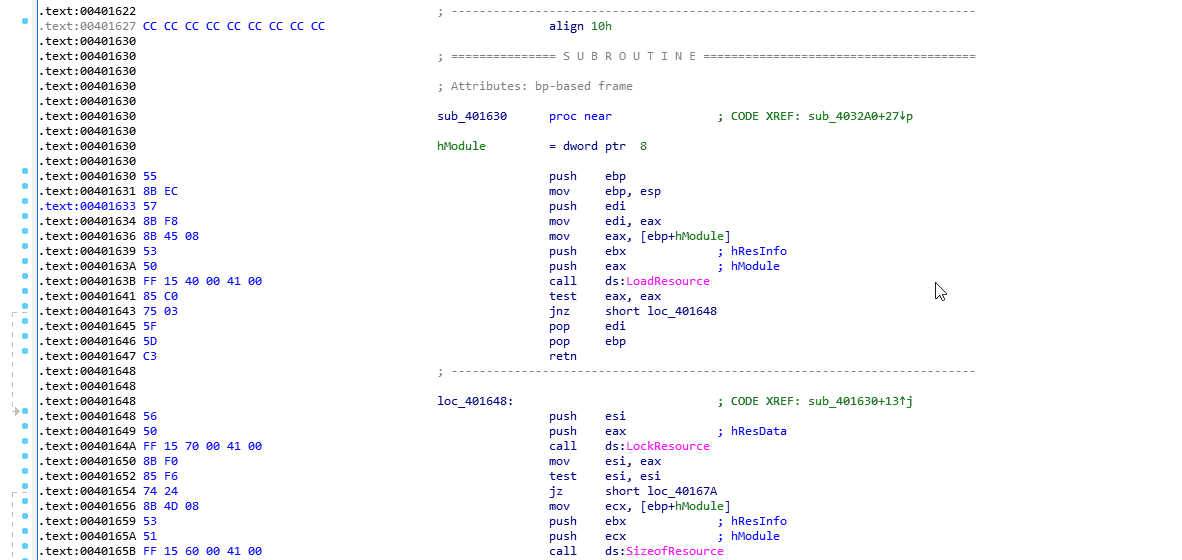 .text:00401622 ; ---------------------------------------------------------------------------
.text:00401627 CC CC CC CC CC CC CC CC CC align 10h
.text:00401630
.text:00401630 ; =============== S U B R O U T I N E =======================================
.text:00401630
.text:00401630 ; Attributes: bp-based frame
.text:00401630
.text:00401630 sub_401630 proc near ; CODE XREF: sub_4032A0+27↓p
.text:00401630
.text:00401630 hModule = dword ptr 8
.text:00401630
.text:00401630 55 push ebp
.text:00401631 8B EC mov ebp, esp
.text:00401633 57 push edi
.text:00401634 8B F8 mov edi, eax
.text:00401636 8B 45 08 mov eax, [ebp+hModule]
.text:00401639 53 push ebx ; hResInfo
.text:0040163A 50 push eax ; hModule
.text:0040163B FF 15 40 00 41 00 call ds:LoadResource
.text:00401641 85 C0 test eax, eax
.text:00401643 75 03 jnz short loc_401648
.text:00401645 5F pop edi
.text:00401646 5D pop ebp
.text:00401647 C3 retn
.text:00401648 ; ---------------------------------------------------------------------------
.text:00401648
.text:00401648 loc_401648: ; CODE XREF: sub_401630+13↑j
.text:00401648 56 push esi
.text:00401649 50 push eax ; hResData
.text:0040164A FF 15 70 00 41 00 call ds:LockResource
.text:00401650 8B F0 mov esi, eax
.text:00401652 85 F6 test esi, esi
.text:00401654 74 24 jz short loc_40167A
.text:00401656 8B 4D 08 mov ecx, [ebp+hModule]
.text:00401659 53 push ebx ; hResInfo
.text:0040165A 51 push ecx ; hModule
.text:0040165B FF 15 60 00 41 00 call ds:SizeofResource